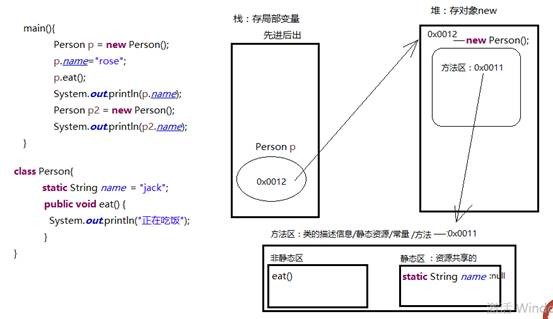 main(){
Person p = new Person();
p.name="rose";
p.eat();
System.out.println(p.name);
Person p2 = new Person();
System.out.println(p2.name);
}
class Person{
static String name = "jack";
public void eat() {
System.out.println("正在吃饭");
}
}
栈：存局部变量
先进后出
Person p
0x0012
堆：存对象new
0x0012
new Person();
方法区：0x0011
方法区：类的描述信息/静态资源/常量 /方法
0x0011
非静态区
eat()
静态区：资源共享的
static String name :null
激活 Windo